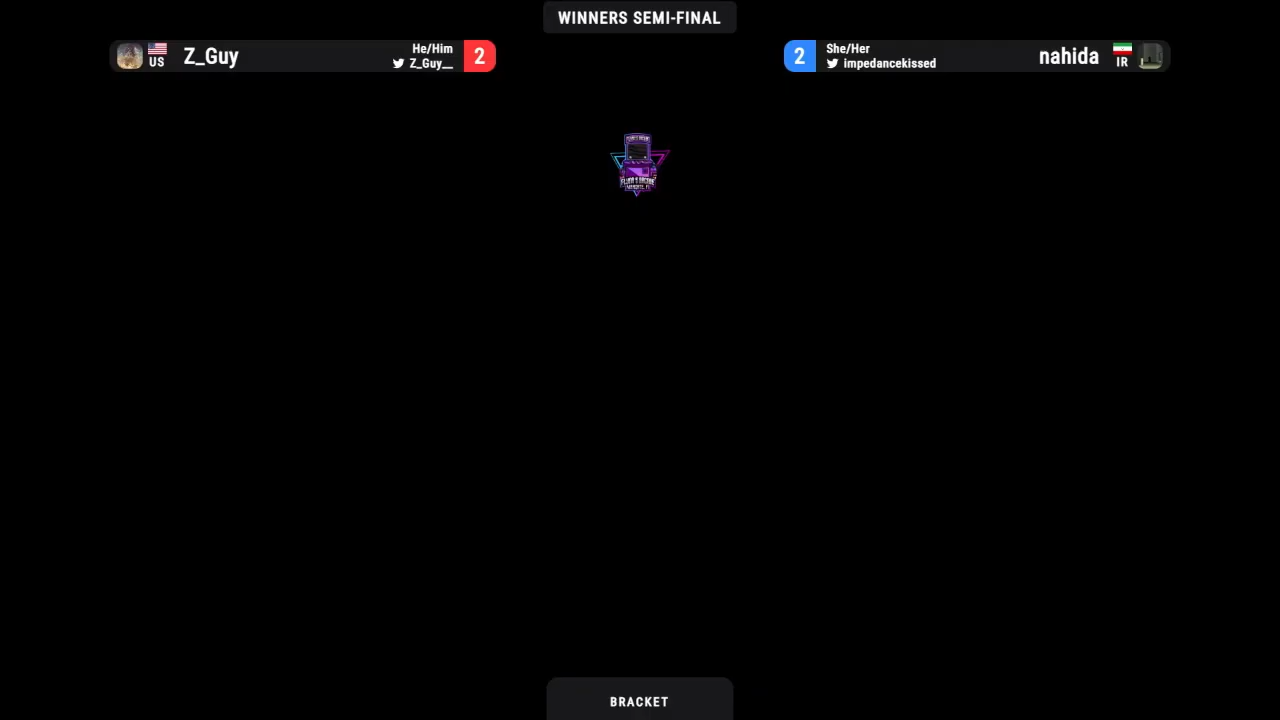 WINNERS SEMI-FINAL
US
Z_Guy
He/Him
Z_Guy__
2
2
She/Her
impedancekissed
nahida
IR
BRACKET